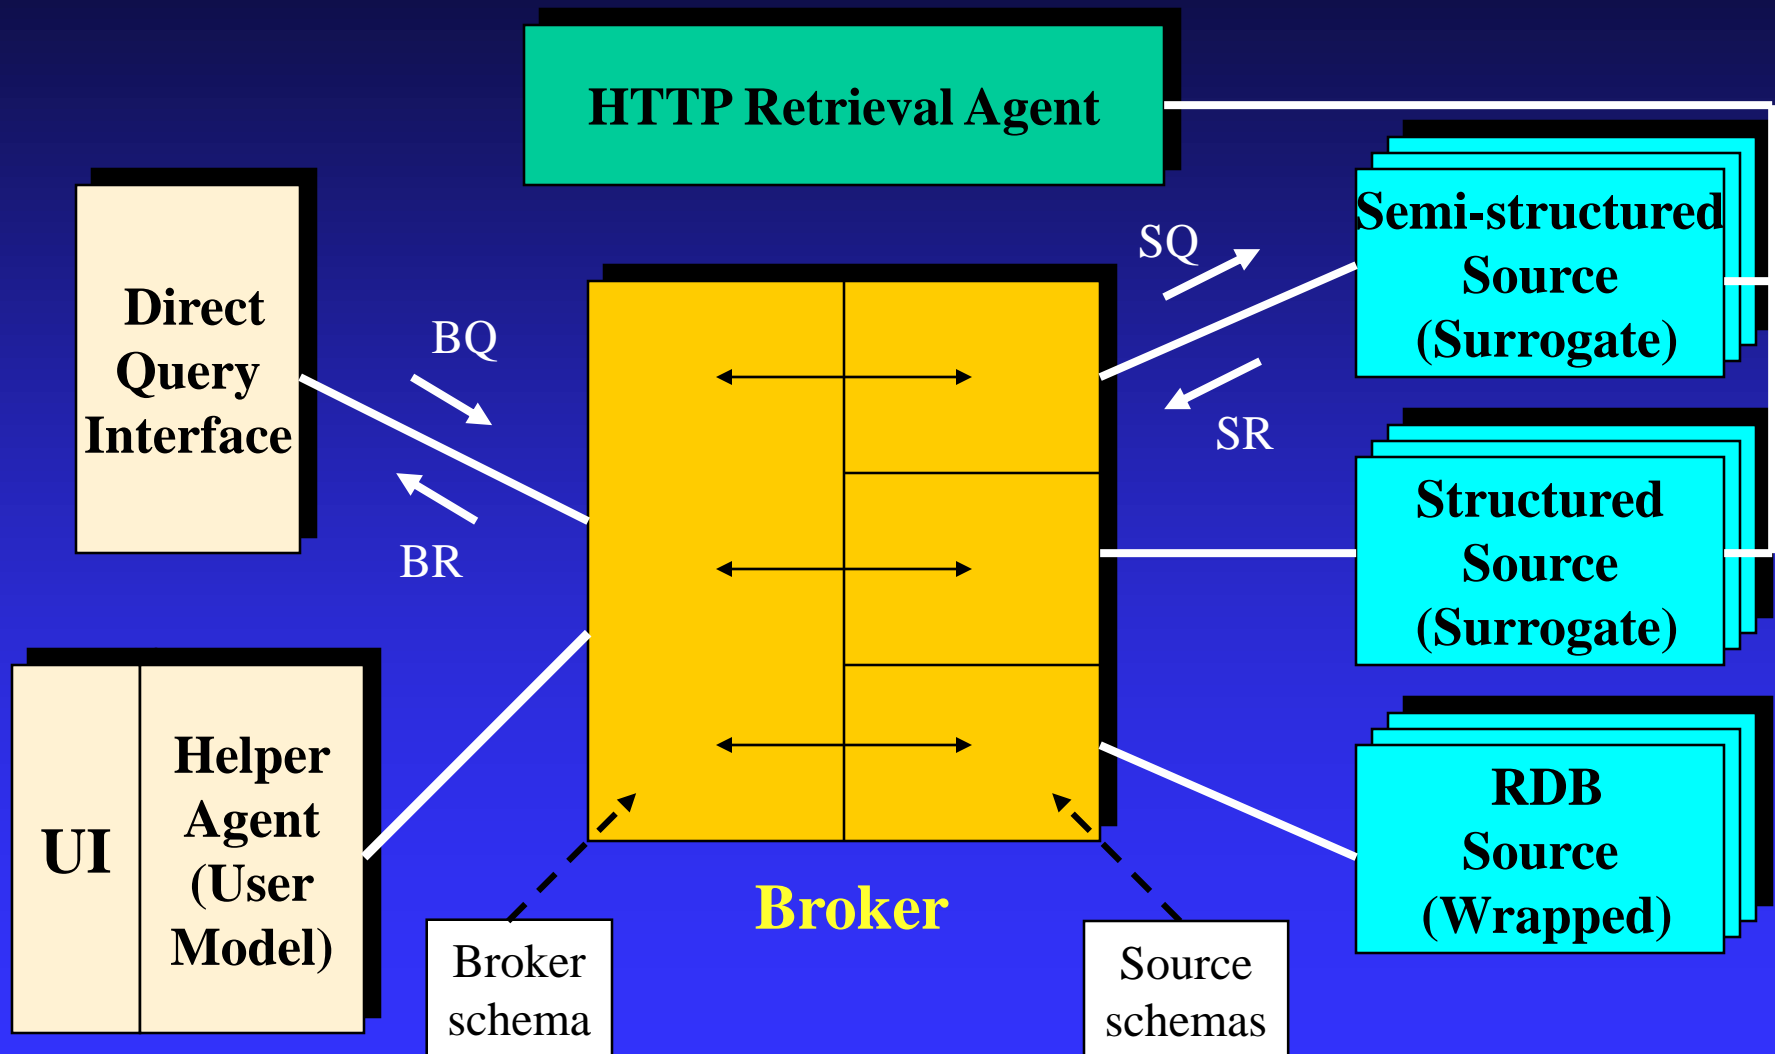 HTTP Retrieval Agent
Direct
Query
Interface
BQ
BR
SQ
SR
Semi-structured
Source
(Surrogate)
Structured
Source
(Surrogate)
RDB
Source
(Wrapped)
UI
Helper
Agent
(User
Model)
Broker
Broker
schema
Source
schemas